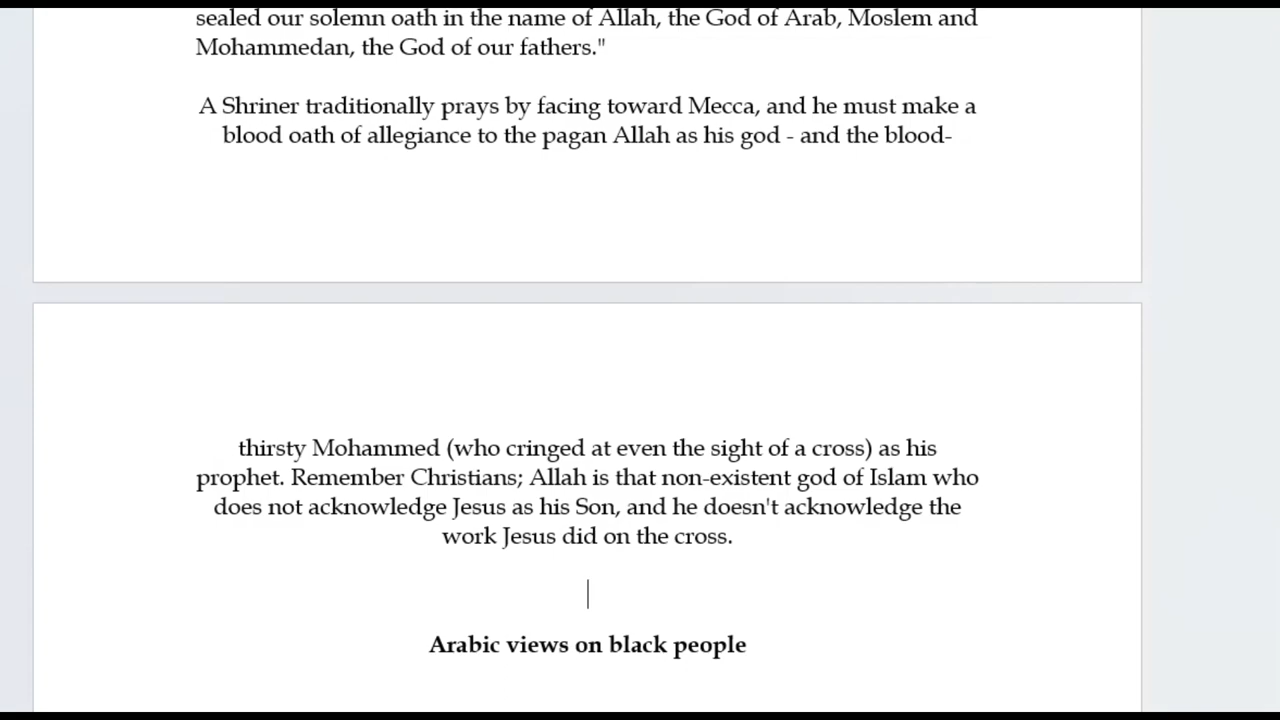 sealed our solemn oath in the name of Allah, the God of Arab, Moslem and
Mohammedan, the God of our fathers."
A Shriner traditionally prays by facing toward Mecca, and he must make a
blood oath of allegiance to the pagan Allah as his god - and the blood-
thirsty Mohammed (who cringed at even the sight of a cross) as his
prophet. Remember Christians; Allah is that non-existent god of Islam who
does not acknowledge Jesus as his Son, and he doesn't acknowledge the
work Jesus did on the cross.
Arabic views on black people